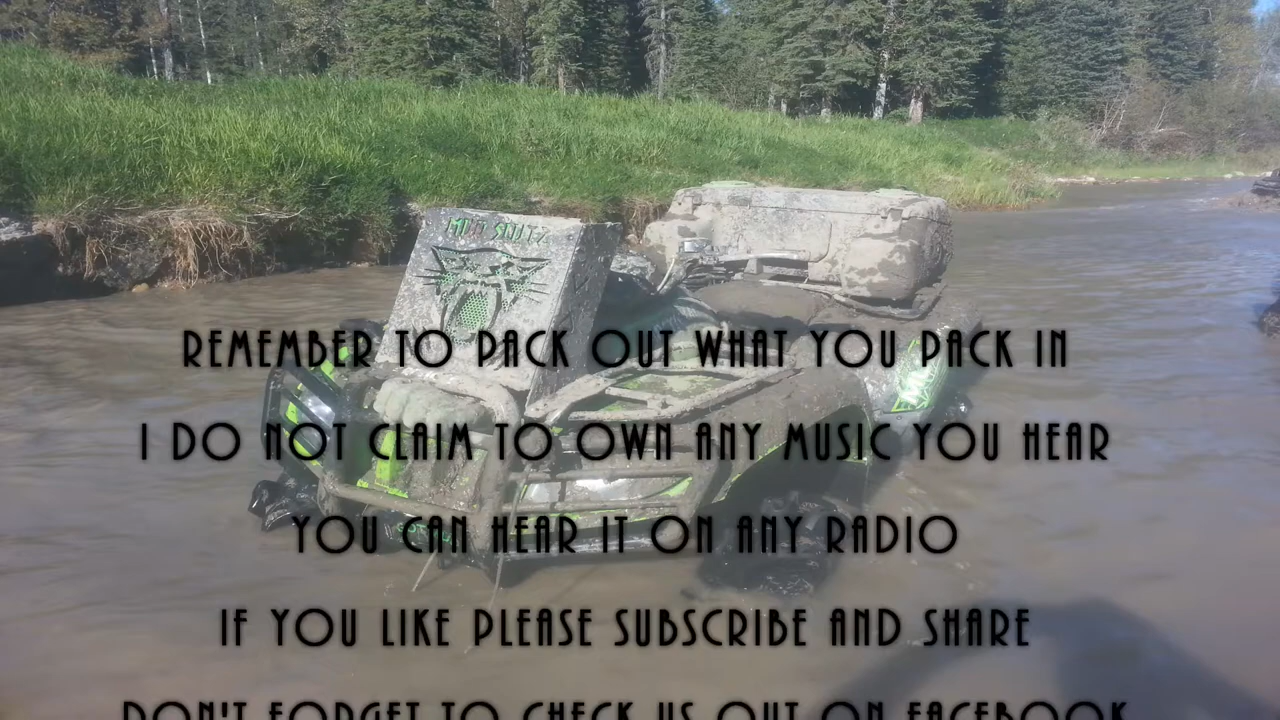 MUD SLUTZ
REMEMBER TO PACK OUT WHAT YOU PACK IN
I DO NOT CLAIM TO OWN ANY MUSIC YOU HEAR
YOU CAN HEAR IT ON ANY RADIO
IF YOU LIKE PLEASE SUBSCRIBE AND SHARE
DON'T FORGET TO CHECK US OUT ON FACEBOOK